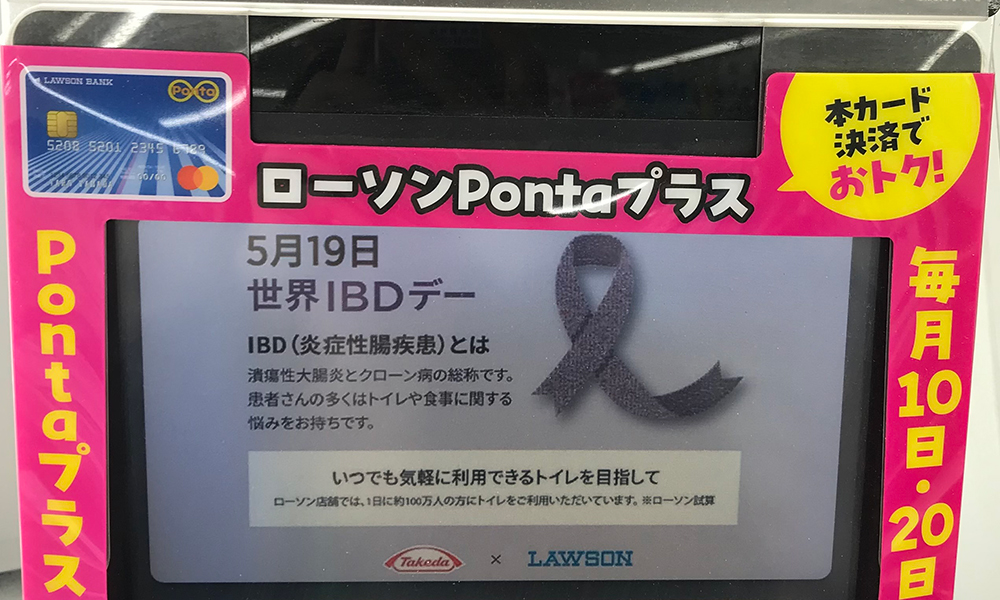 LAWSON BANK
Ponta
5208 5201 2345 6789
ローソンPontaプラス
本カード
決済で
おトク!
Pontaプラス
毎月10日・20日
5月19日
世界IBDデー
IBD(炎症性腸疾患)とは
潰瘍性大腸炎とクローン病の総称です。
患者さんの多くはトイレや食事に関する
悩みをお持ちです。
いつでも気軽に利用できるトイレを目指して
ローソン店舗では、1日に約100万人の方にトイレをご利用いただいています。※ローソン試算
Takeda × LAWSON